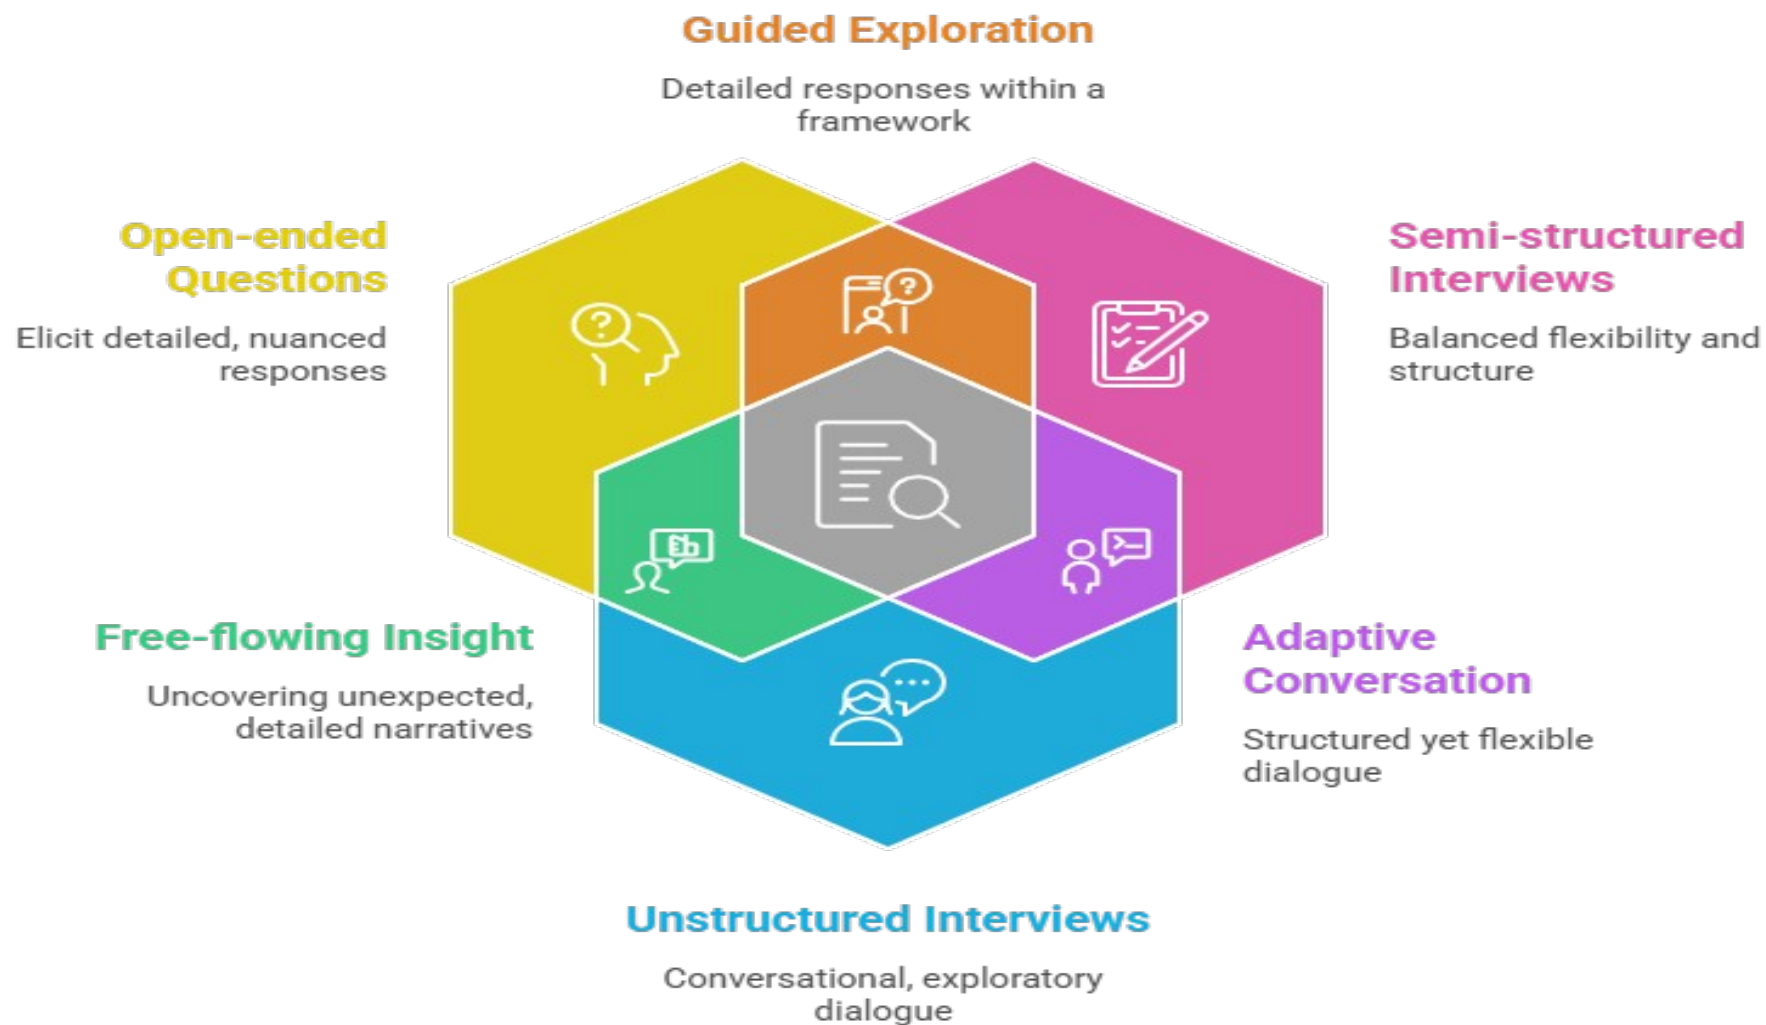 Guided Exploration
Detailed responses within a
framework
Open-ended
Questions
Elicit detailed, nuanced
responses
Semi-structured
Interviews
Balanced flexibility and
structure
Free-flowing Insight
Uncovering unexpected,
detailed narratives
Adaptive
Conversation
Structured yet flexible
dialogue
Unstructured Interviews
Conversational, exploratory
dialogue